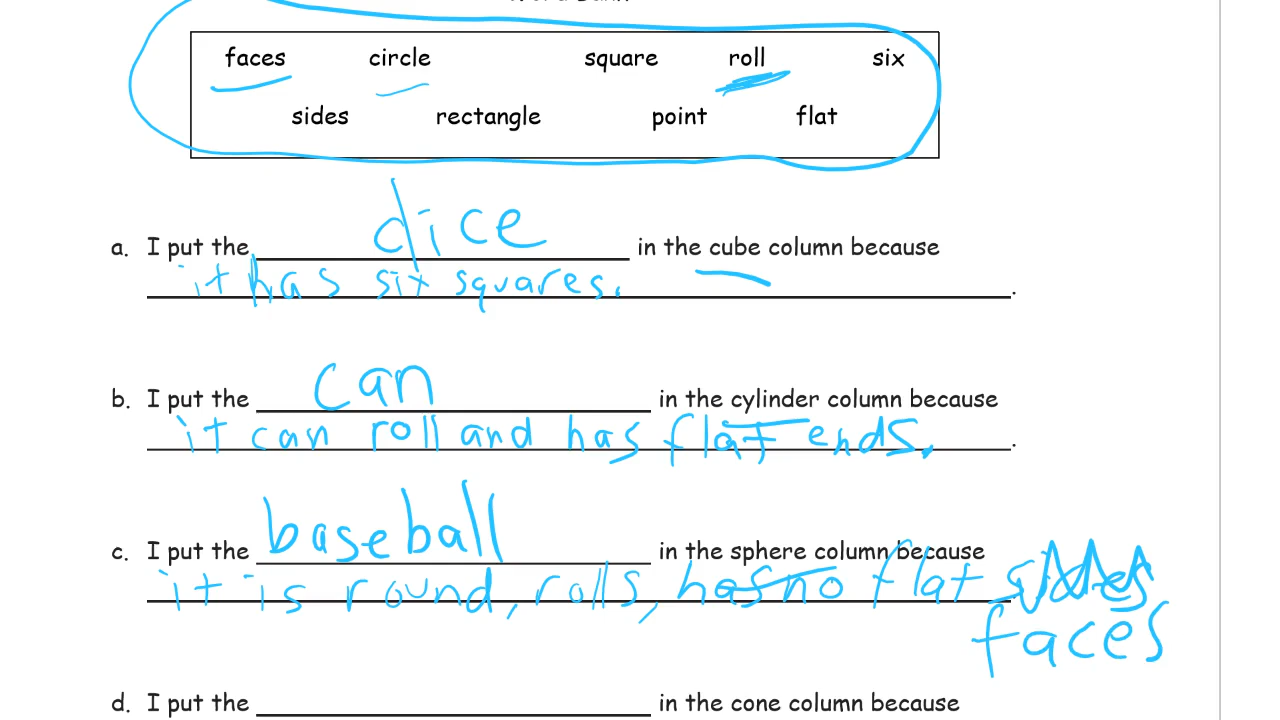 faces circle square roll six
sides rectangle point flat
a. I put the dice in the cube column because
it has six squares. .
b. I put the can in the cylinder column because
it can roll and has flat ends. .
c. I put the baseball in the sphere column because
it is round, rolls, has no flat sides
faces
d. I put the in the cone column because